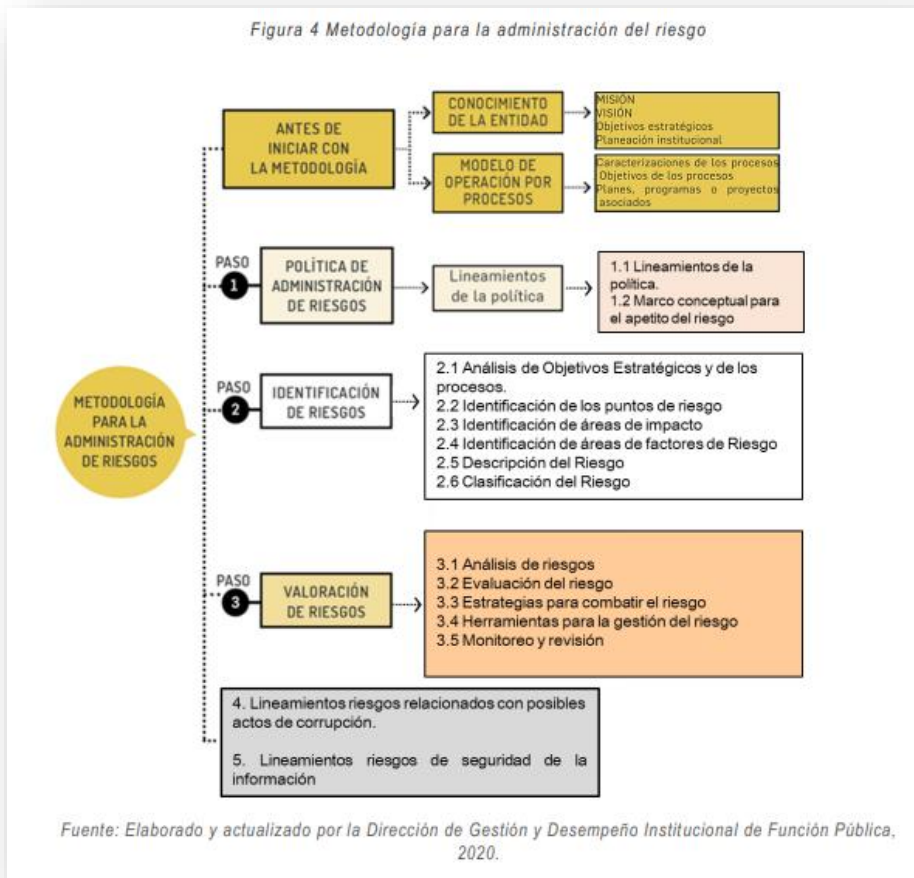 Figura 4 Metodología para la administración del riesgo
ANTES DE
INICIAR CON
LA METODOLOGÍA
CONOCIMIENTO
DE LA ENTIDAD
MISIÓN
VISIÓN
Objetivos estratégicos
Planeación institucional
MODELO DE
OPERACIÓN POR
PROCESOS
Caracterizaciones de los procesos
Objetivos de los procesos
Planes, programas o proyectos
asociados
PASO
1
POLÍTICA DE
ADMINISTRACIÓN
DE RIESGOS
Lineamientos
de la política
1.1 Lineamientos de la
política.
1.2 Marco conceptual para
el apetito del riesgo
METODOLOGÍA
PARA LA
ADMINISTRACIÓN
DE RIESGOS
PASO
2
IDENTIFICACIÓN
DE RIESGOS
2.1 Análisis de Objetivos Estratégicos y de los
procesos.
2.2 Identificación de los puntos de riesgo
2.3 Identificación de áreas de impacto
2.4 Identificación de áreas de factores de Riesgo
2.5 Descripción del Riesgo
2.6 Clasificación del Riesgo
PASO
3
VALORACIÓN
DE RIESGOS
3.1 Análisis de riesgos
3.2 Evaluación del riesgo
3.3 Estrategias para combatir el riesgo
3.4 Herramientas para la gestión del riesgo
3.5 Monitoreo y revisión
4. Lineamientos riesgos relacionados con posibles
actos de corrupción.
5. Lineamientos riesgos de seguridad de la
información
Fuente: Elaborado y actualizado por la Dirección de Gestión y Desempeño Institucional de Función Pública,
2020.